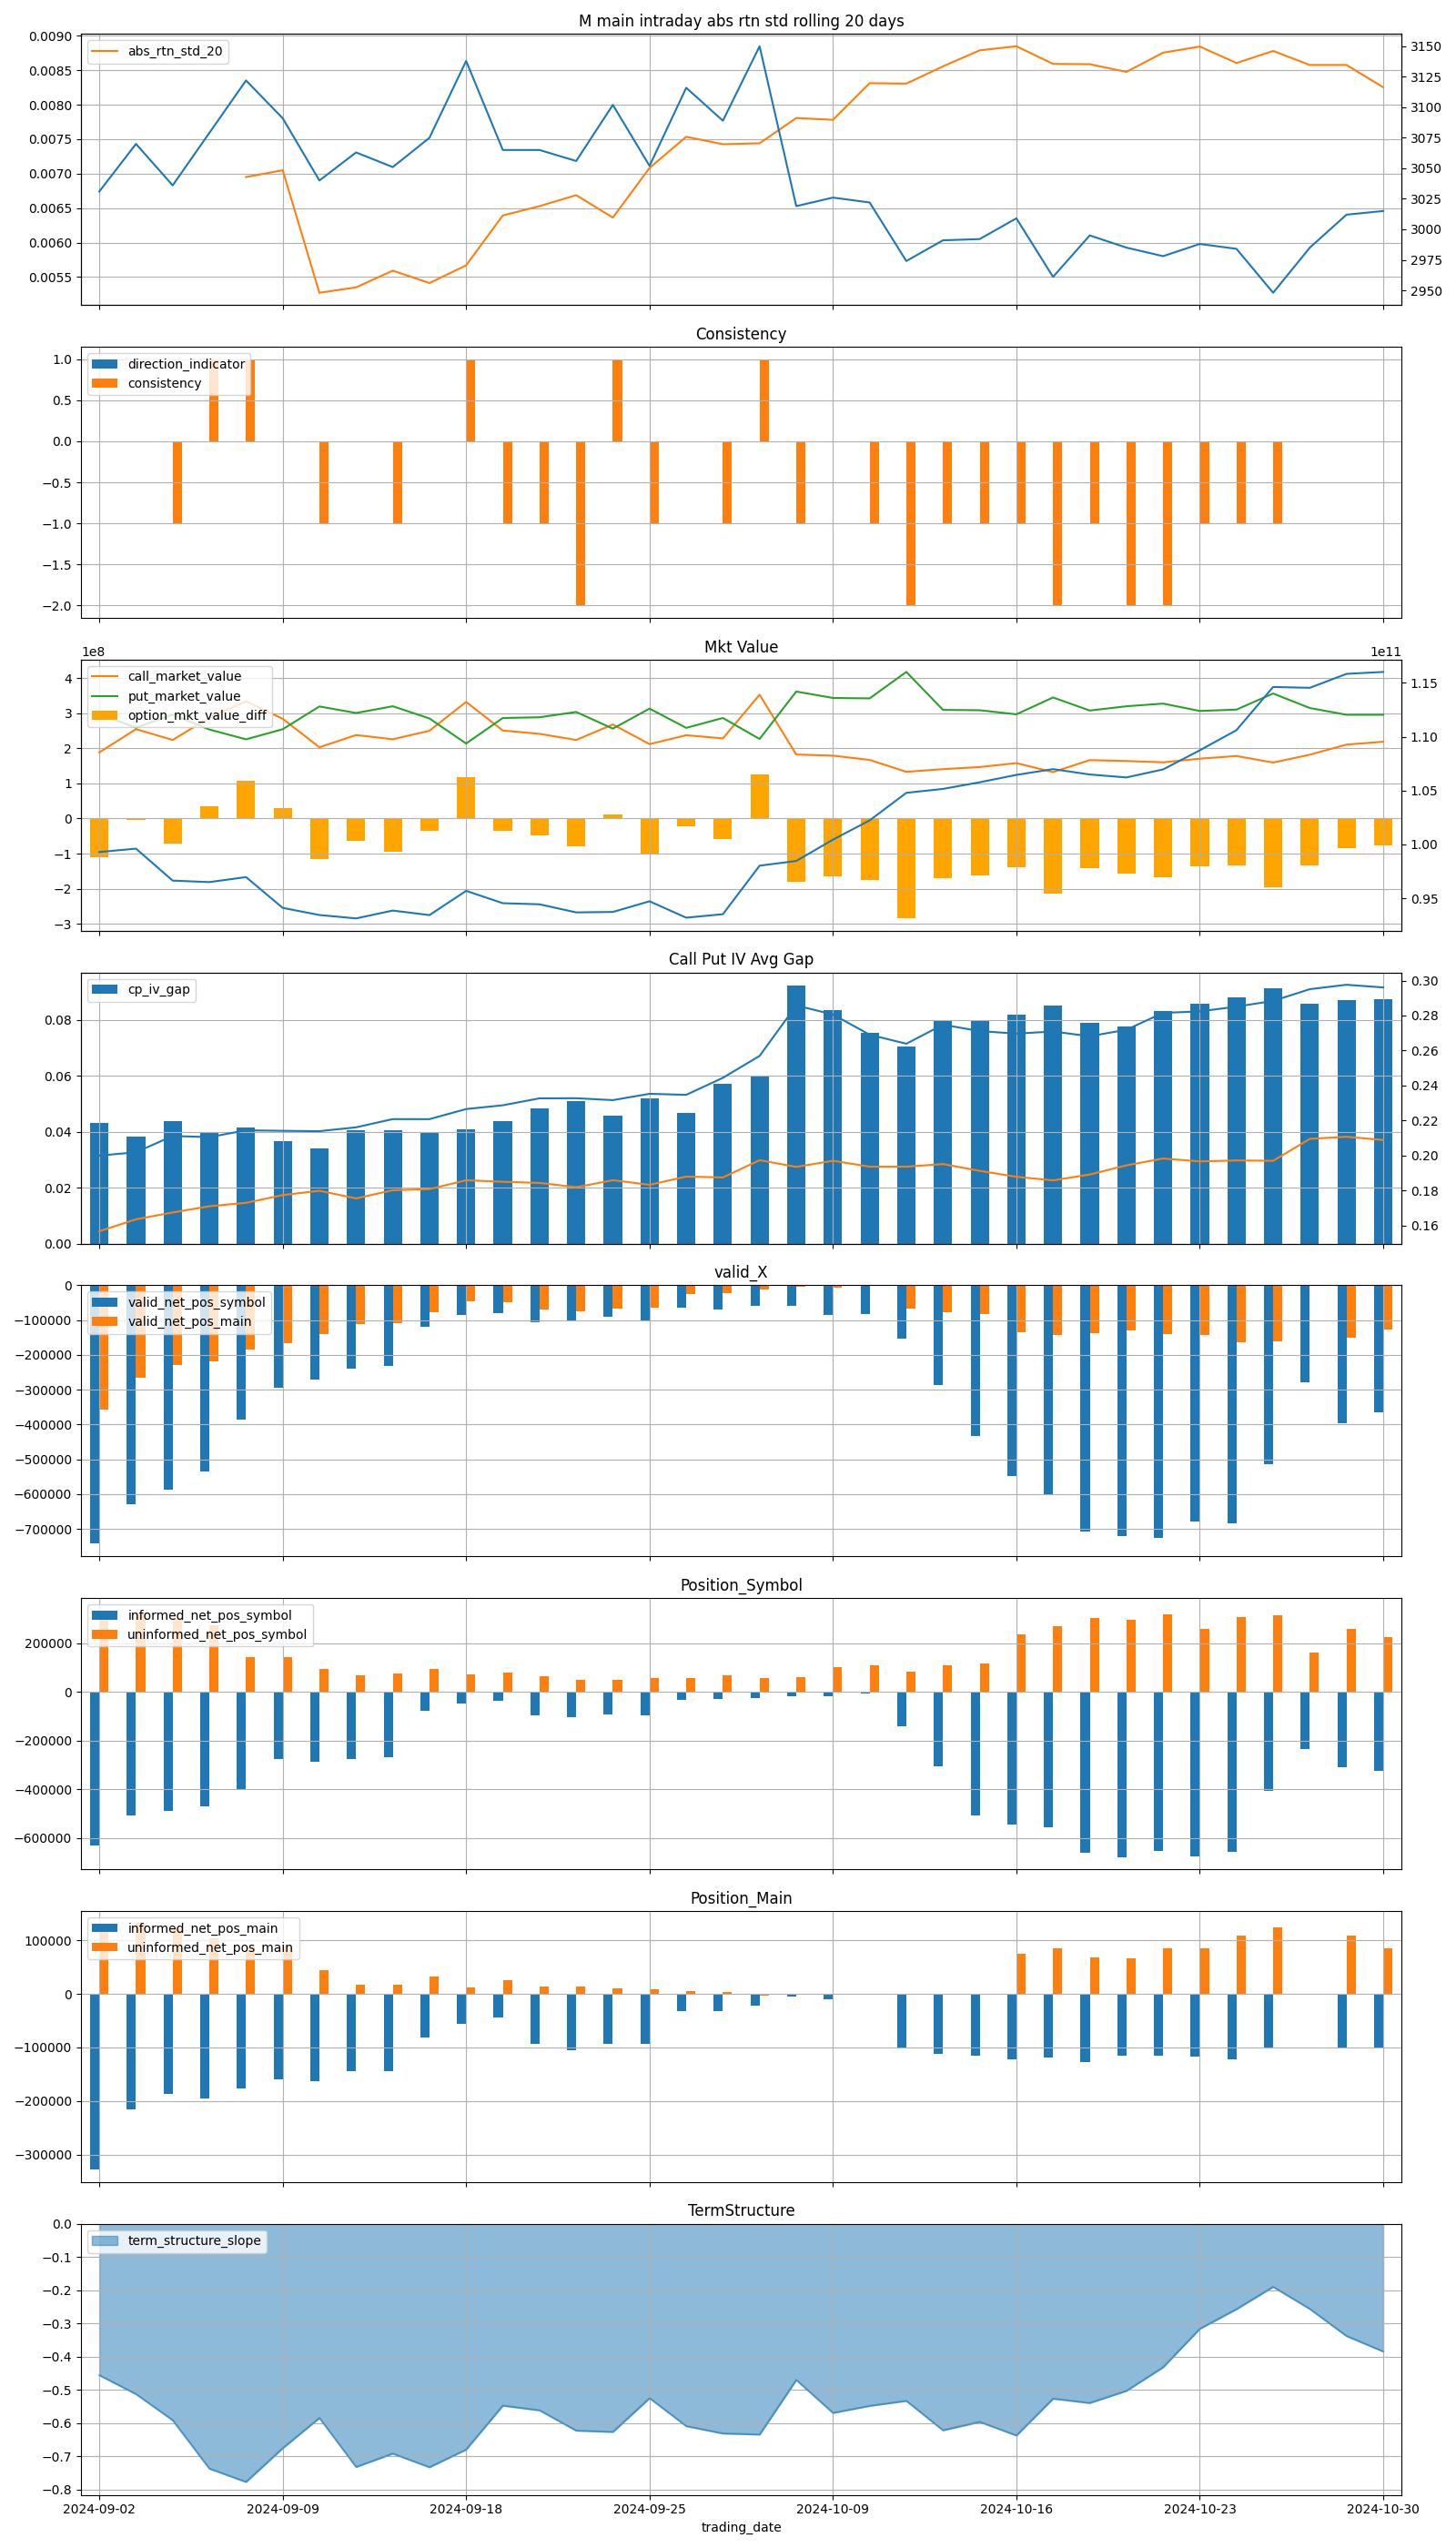 M main intraday abs rtn std rolling 20 days
abs_rtn_std_20
0.0090
0.0085
0.0080
0.0075
0.0070
0.0065
0.0060
0.0055
3150
3125
3100
3075
3050
3025
3000
2975
2950
Consistency
direction_indicator
consistency
1.0
0.5
0.0
−0.5
−1.0
−1.5
−2.0
Mkt Value
1e8
1e11
call_market_value
put_market_value
option_mkt_value_diff
4
3
2
1
0
−1
−2
−3
1.15
1.10
1.05
1.00
0.95
Call Put IV Avg Gap
cp_iv_gap
0.08
0.06
0.04
0.02
0.00
0.30
0.28
0.26
0.24
0.22
0.20
0.18
0.16
valid_X
valid_net_pos_symbol
valid_net_pos_main
0
−100000
−200000
−300000
−400000
−500000
−600000
−700000
Position_Symbol
informed_net_pos_symbol
uninformed_net_pos_symbol
200000
0
−200000
−400000
−600000
Position_Main
informed_net_pos_main
uninformed_net_pos_main
100000
0
−100000
−200000
−300000
TermStructure
term_structure_slope
0.0
−0.1
−0.2
−0.3
−0.4
−0.5
−0.6
−0.7
−0.8
2024-09-02 2024-09-09 2024-09-18 2024-09-25 2024-10-09 2024-10-16 2024-10-23 2024-10-30
trading_date